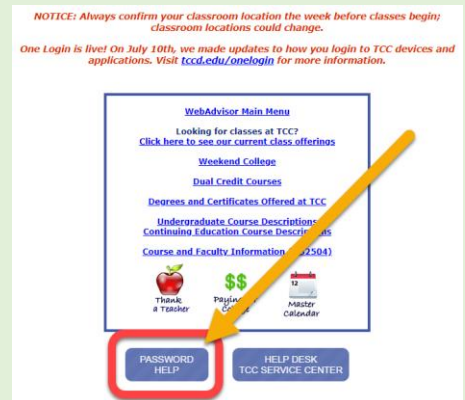 NOTICE: Always confirm your classroom location the week before classes begin;
classroom locations could change.
One Login is live! On July 10th, we made updates to how you login to TCC devices and
applications. Visit tccd.edu/onelogin for more information.
WebAdvisor Main Menu
Looking for classes at TCC?
Click here to see our current class offerings
Weekend College
Dual Credit Courses
Degrees and Certificates Offered at TCC
Undergraduate Course Descriptions
Continuing Education Course
Course and Faculty Information
Thank
a Teacher
$$
12
Master
Calendar
PASSWORD
HELP
HELP DESK
TCC SERVICE CENTER